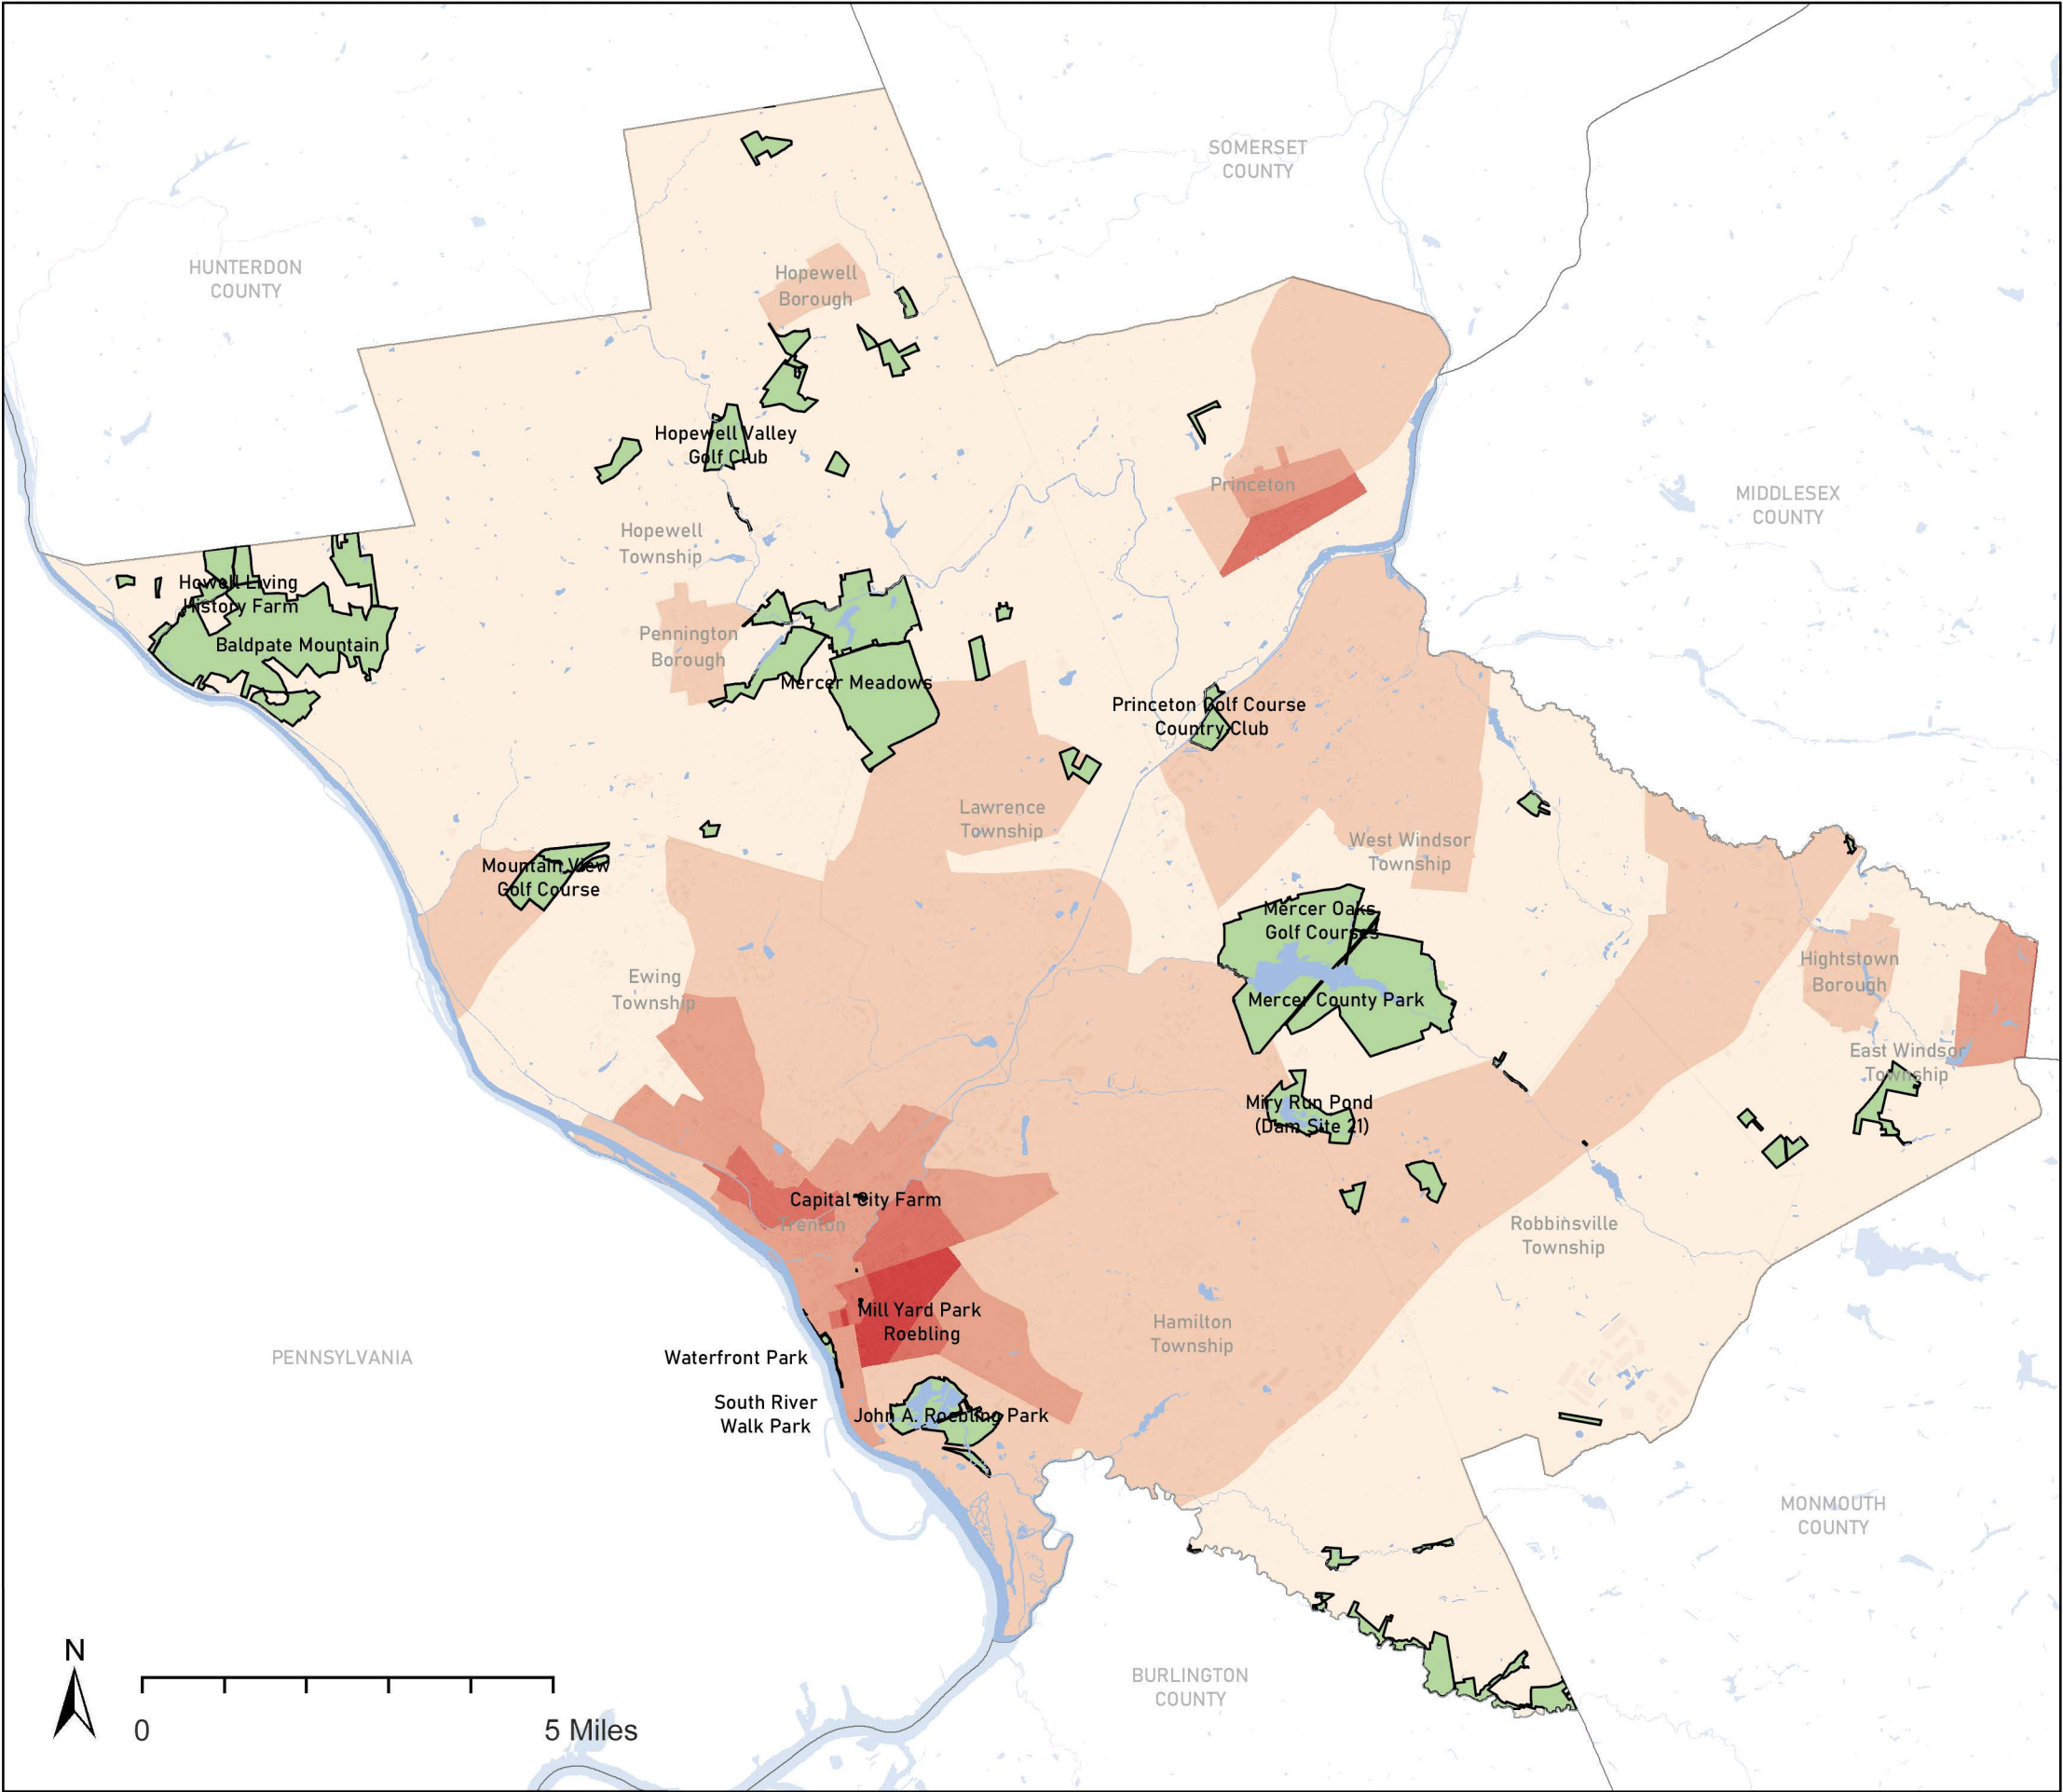 SOMERSET
COUNTY
HUNTERDON
COUNTY
Hopewell
Borough
Hopewell Valley
Golf Club
Princeton
MIDDLESEX
COUNTY
Hopewell
Township
Howell Living
History Farm
Baldpate Mountain
Pennington
Borough
Mercer Meadows
Princeton Golf Course
Country Club
Lawrence
Township
West Windsor
Township
Mountain View
Golf Course
Mercer Oaks
Golf Courses
Ewing
Township
Hightstown
Borough
Mercer County Park
East Windsor
Township
Miry Run Pond
(Dam Site 21)
Capital City Farm
Trenton
Robbinsville
Township
Mill Yard Park
Roebling
Hamilton
Township
PENNSYLVANIA
Waterfront Park
South River
Walk Park
John A. Roebling Park
MONMOUTH
COUNTY
BURLINGTON
COUNTY
N
0 5 Miles